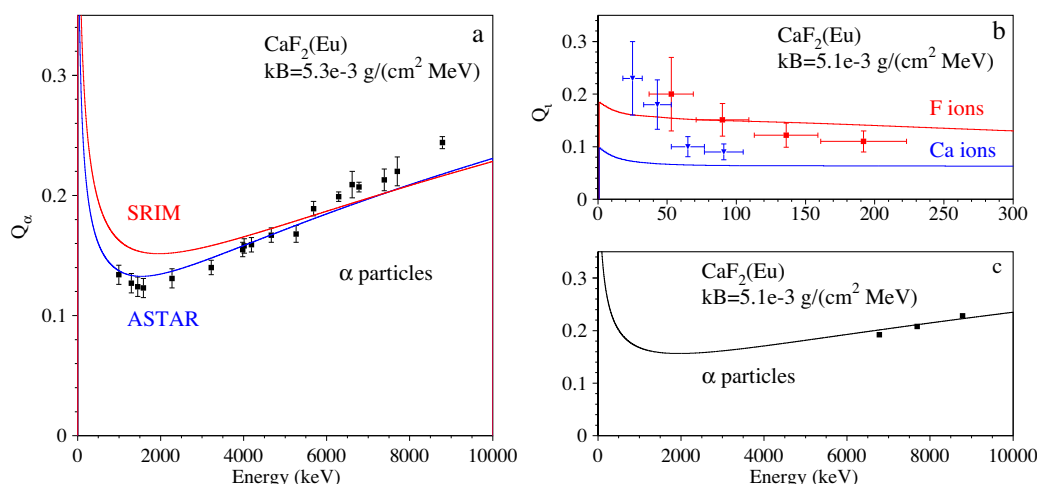 a
CaF₂(Eu)
kB=5.3e-3 g/(cm² MeV)
SRIM
ASTAR
α particles
Q_α
0.3
0.2
0.1
0
0 2000 4000 6000 8000 10000
Energy (keV)
b
CaF₂(Eu)
kB=5.1e-3 g/(cm² MeV)
F ions
Ca ions
Q_ι
0.3
0.2
0.1
0
0 50 100 150 200 250 300
c
CaF₂(Eu)
kB=5.1e-3 g/(cm² MeV)
α particles
0.3
0.2
0.1
0
0 2000 4000 6000 8000 10000
Energy (keV)